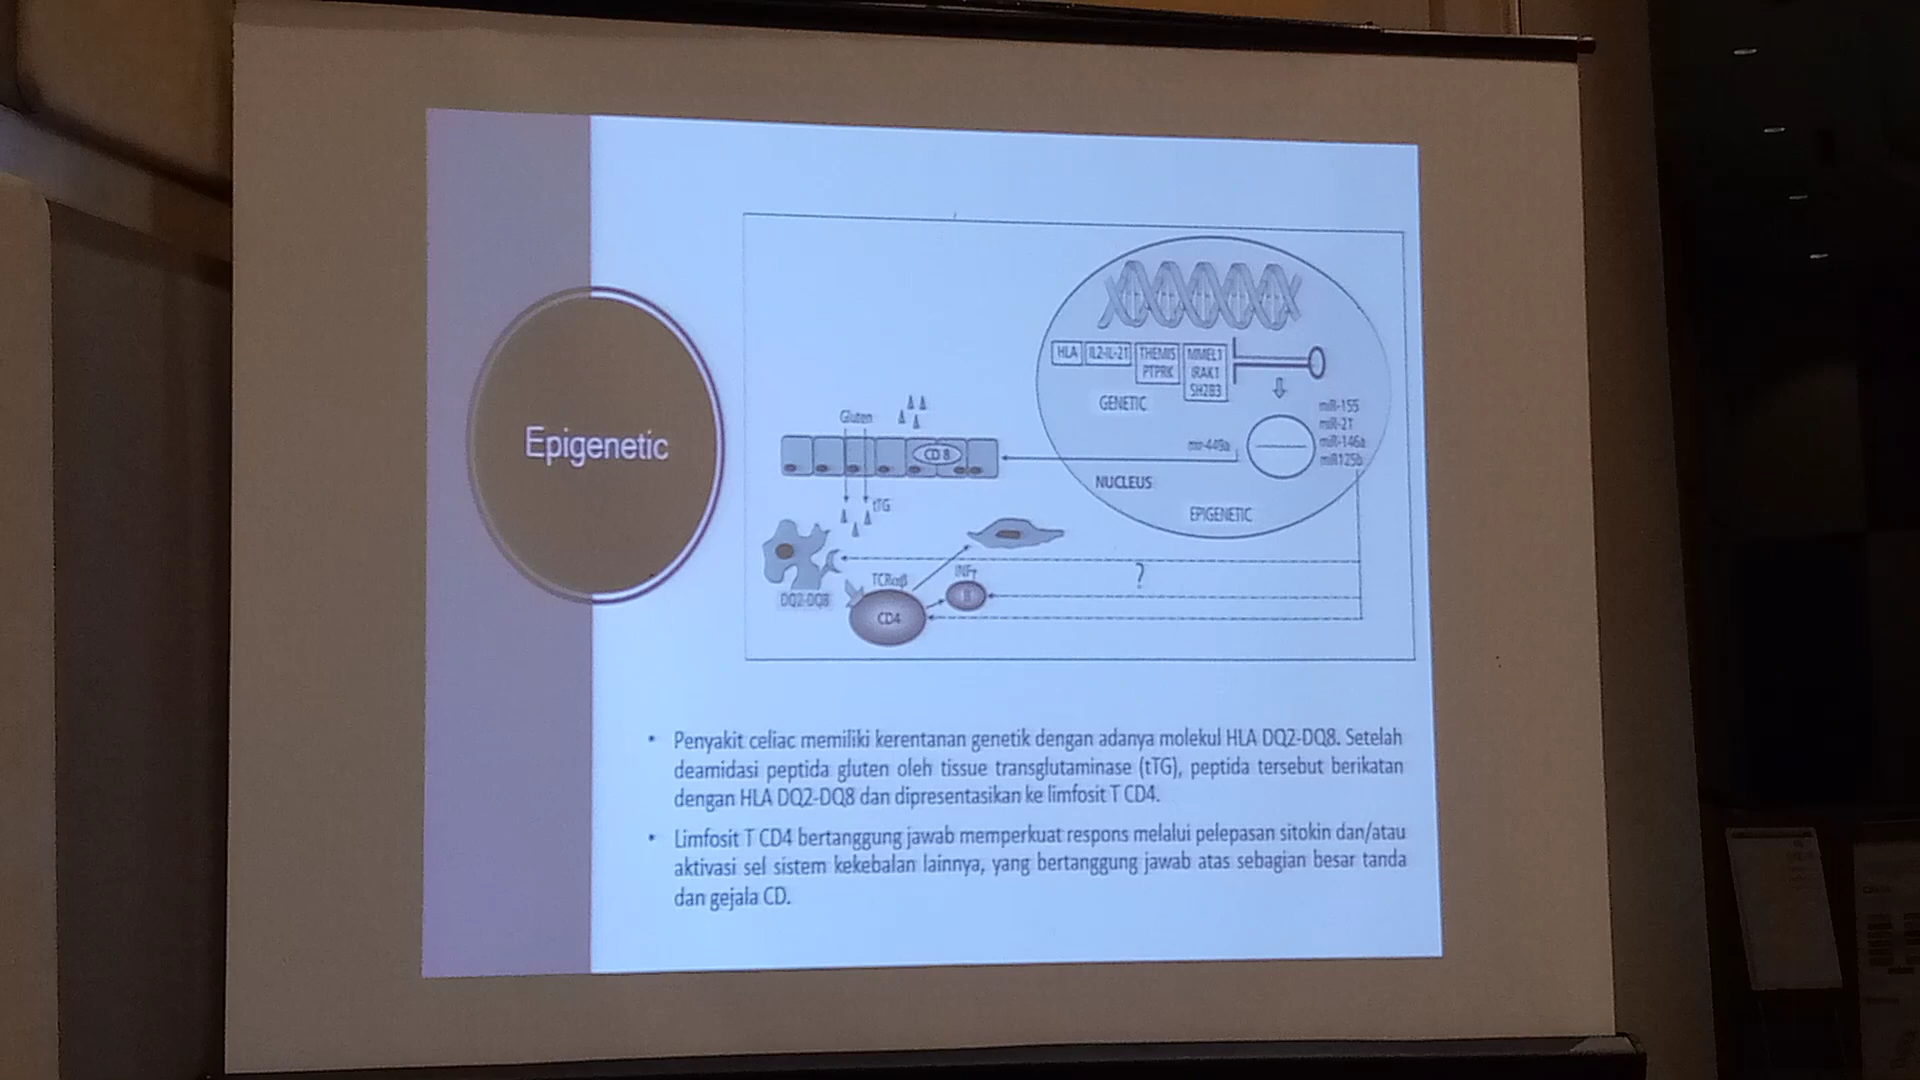 Epigenetic
HLA
IL2-IL-21
THEMIS
PTPRK
MMEL1
IRAK1
SH2B3
GENETIC
miR-155
miR-21
miR-146a
miR125b
mir-449a
NUCLEUS
EPIGENETIC
Gluten
CD 8
tTG
TCRαβ
DQ2-DQ8
CD4
INFγ
B
?
• Penyakit celiac memiliki kerentanan genetik dengan adanya molekul HLA DQ2-DQ8. Setelah
deamidasi peptida gluten oleh tissue transglutaminase (tTG), peptida tersebut berikatan
dengan HLA DQ2-DQ8 dan dipresentasikan ke limfosit T CD4.
• Limfosit T CD4 bertanggung jawab memperkuat respons melalui pelepasan sitokin dan/atau
aktivasi sel sistem kekebalan lainnya, yang bertanggung jawab atas sebagian besar tanda
dan gejala CD.